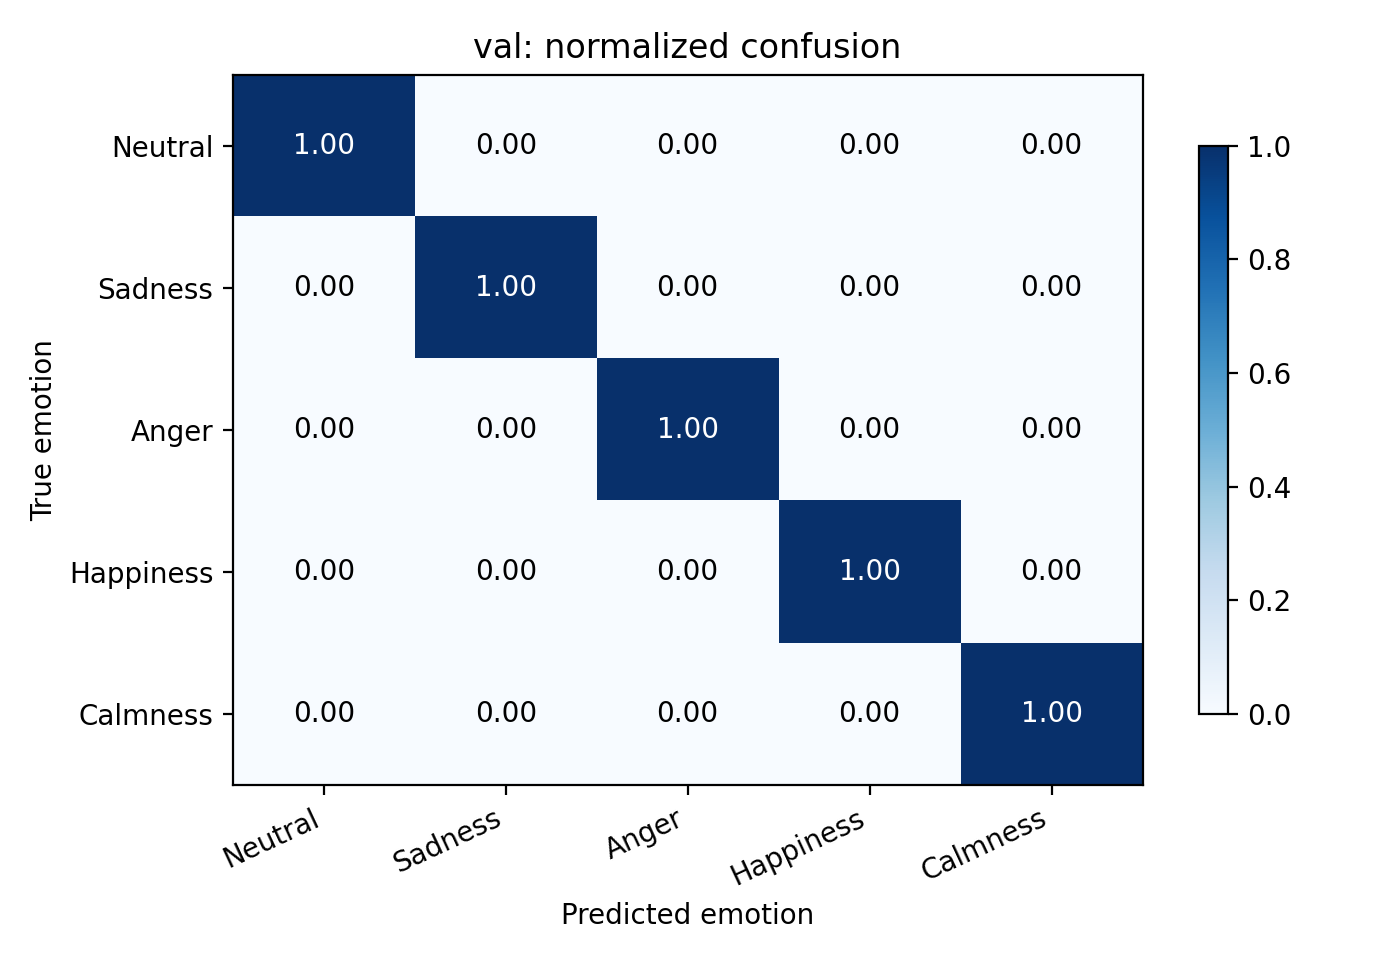 val: normalized confusion
Neutral 1.00 0.00 0.00 0.00 0.00
Sadness 0.00 1.00 0.00 0.00 0.00
Anger 0.00 0.00 1.00 0.00 0.00
Happiness 0.00 0.00 0.00 1.00 0.00
Calmness 0.00 0.00 0.00 0.00 1.00
True emotion
Neutral Sadness Anger Happiness Calmness
Predicted emotion
1.0
0.8
0.6
0.4
0.2
0.0